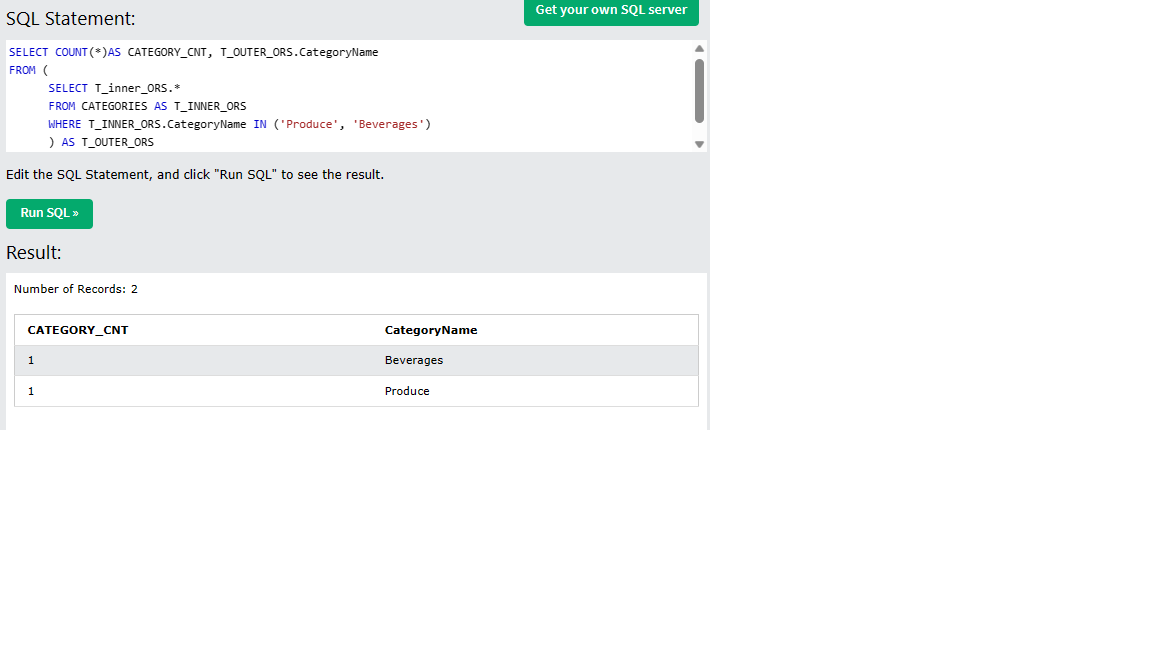 Get your own SQL server
SQL Statement:
SELECT COUNT(*)AS CATEGORY_CNT, T_OUTER_ORS.CategoryName
FROM (
SELECT T_inner_ORS.*
FROM CATEGORIES AS T_INNER_ORS
WHERE T_INNER_ORS.CategoryName IN ('Produce', 'Beverages')
) AS T_OUTER_ORS
Edit the SQL Statement, and click "Run SQL" to see the result.
Run SQL »
Result:
Number of Records: 2
CATEGORY_CNT CategoryName
1 Beverages
1 Produce